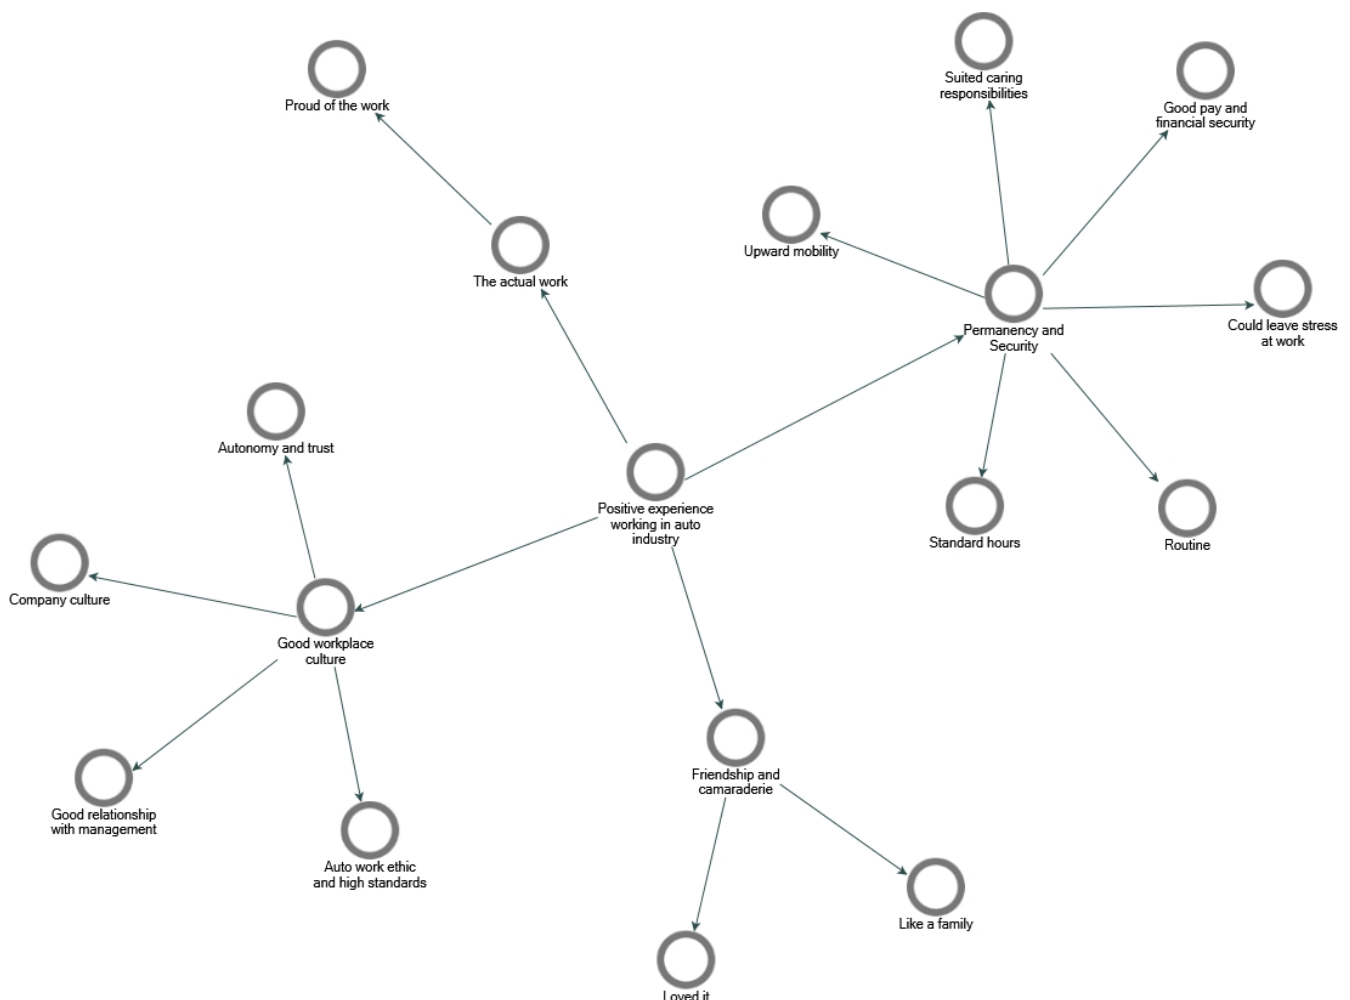 Suited caring
responsibilities
Good pay and
financial security
Proud of the work
Upward mobility
The actual work
Permanency and
Security
Could leave stress
at work
Autonomy and trust
Positive experience
working in auto
industry
Standard hours
Routine
Company culture
Good workplace
culture
Good relationship
with management
Friendship and
camaraderie
Auto work ethic
and high standards
Like a family
Loved it